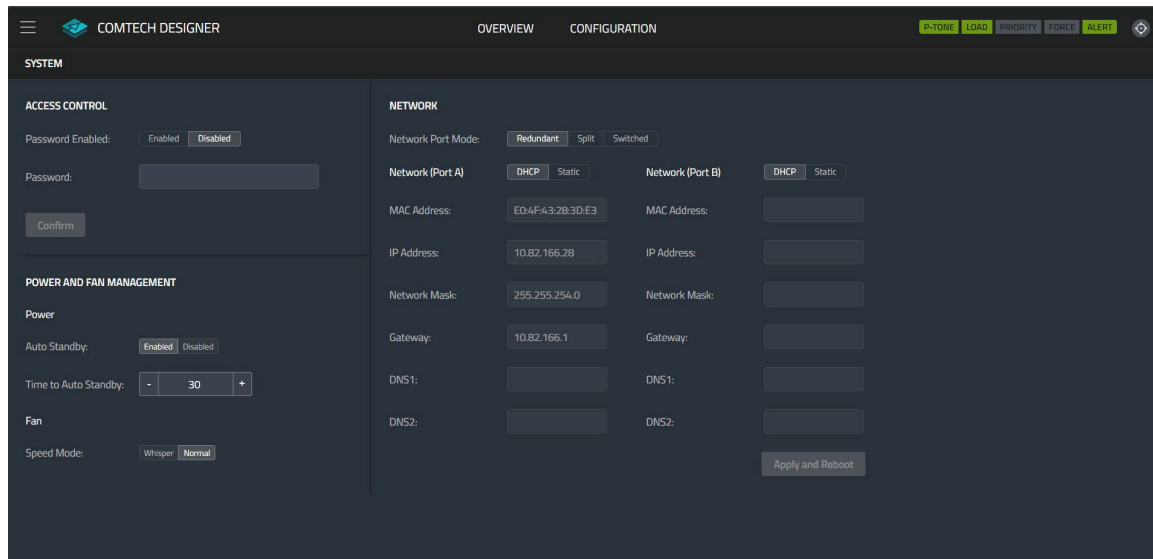 COMTECH DESIGNER OVERVIEW CONFIGURATION P-TONE LOAD PRIORITY FORCE ALERT
SYSTEM
ACCESS CONTROL
Password Enabled: Enabled Disabled
Password:
Confirm
POWER AND FAN MANAGEMENT
Power
Auto Standby: Enabled Disabled
Time to Auto Standby: - 30 +
Fan
Speed Mode: Whisper Normal
NETWORK
Network Port Mode: Redundant Split Switched
Network (Port A) DHCP Static
MAC Address: E0:4F:43:28:3D:E3
IP Address: 10.82.166.28
Network Mask: 255.255.254.0
Gateway: 10.82.166.1
DNS1:
DNS2:
Network (Port B) DHCP Static
MAC Address:
IP Address:
Network Mask:
Gateway:
DNS1:
DNS2:
Apply and Reboot